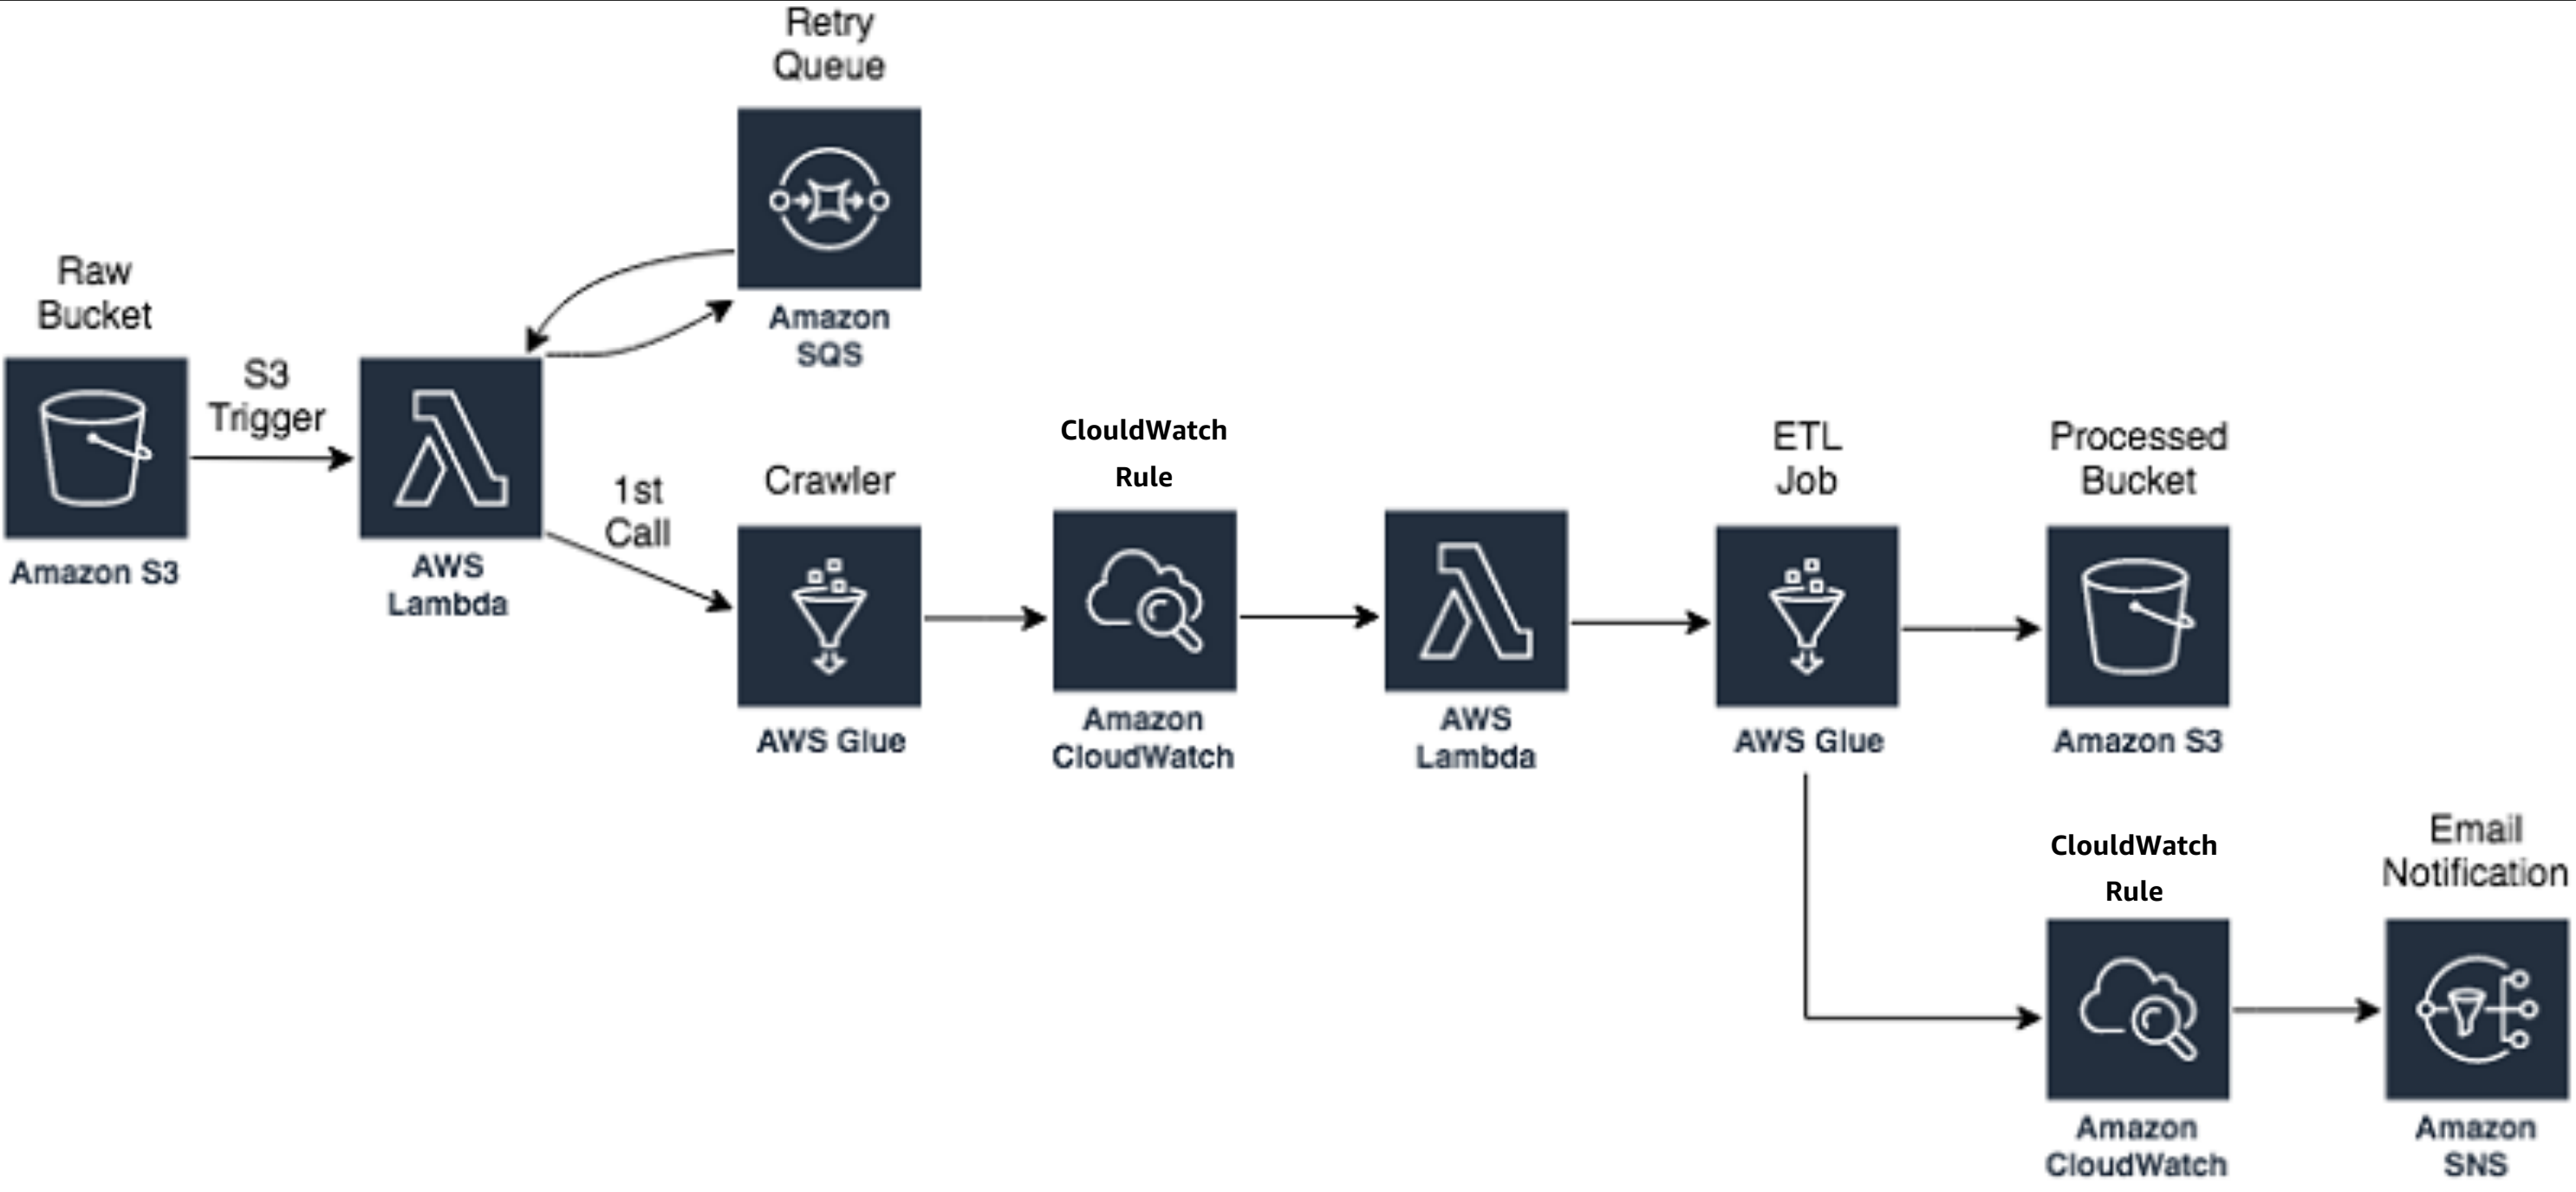 Retry
Queue
Amazon
SQS
Raw
Bucket
Amazon S3
S3
Trigger
AWS
Lambda
1st
Call
Crawler
AWS Glue
ClouldWatch
Rule
Amazon
CloudWatch
AWS
Lambda
ETL
Job
AWS Glue
Processed
Bucket
Amazon S3
ClouldWatch
Rule
Amazon
CloudWatch
Email
Notification
Amazon
SNS